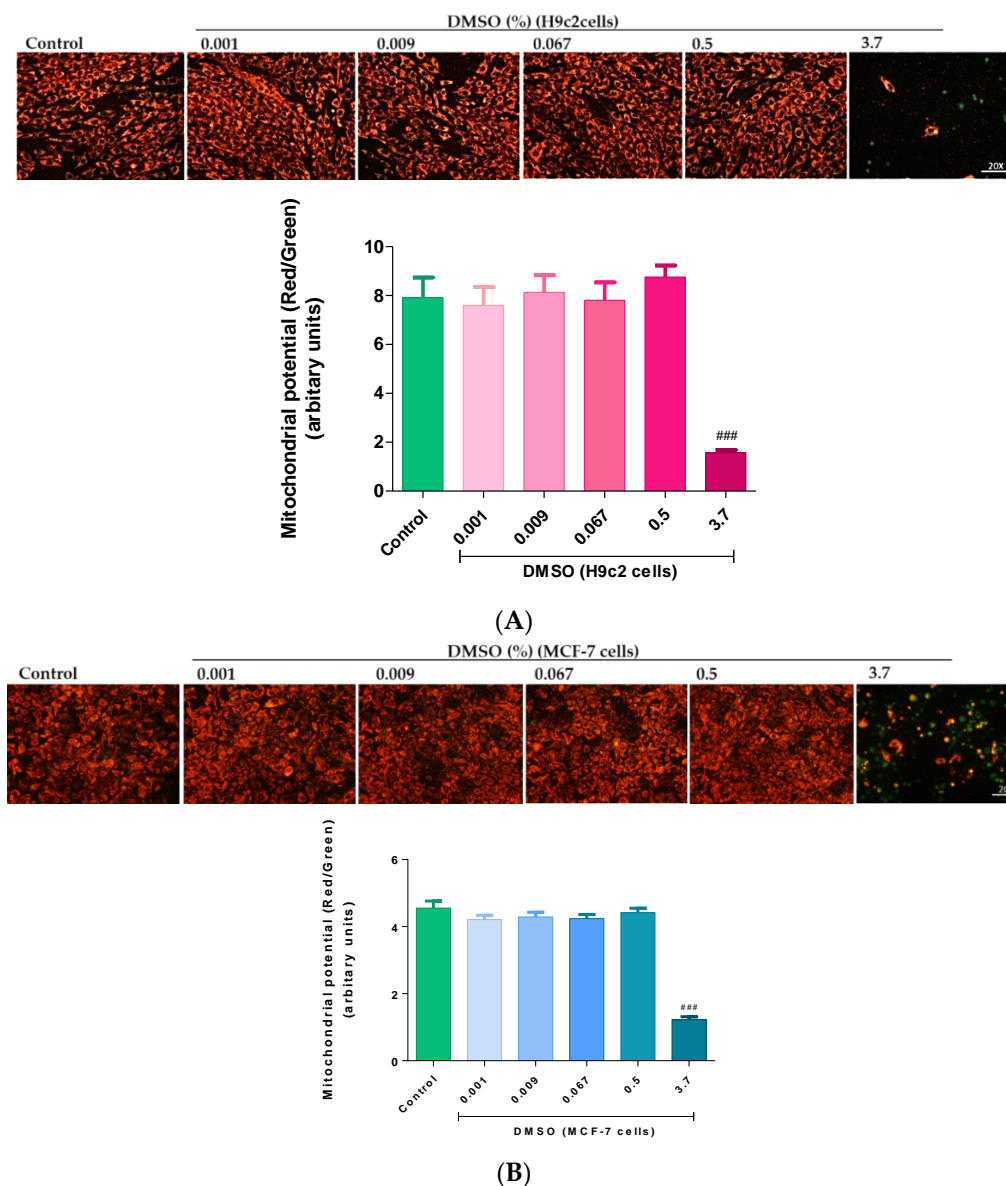 DMSO (%) (H9c2cells)
Control 0.001 0.009 0.067 0.5 3.7
20X
Mitochondrial potential (Red/Green)
(arbitary units)
10
8
6
4
2
0
###
Control 0.001 0.009 0.067 0.5 3.7
DMSO (H9c2 cells)
(A)
DMSO (%) (MCF-7 cells)
Control 0.001 0.009 0.067 0.5 3.7
20
Mitochondrial potential (Red/Green)
(arbitary units)
6
4
2
0
###
Control 0.001 0.009 0.067 0.5 3.7
DMSO (MCF-7 cells)
(B)